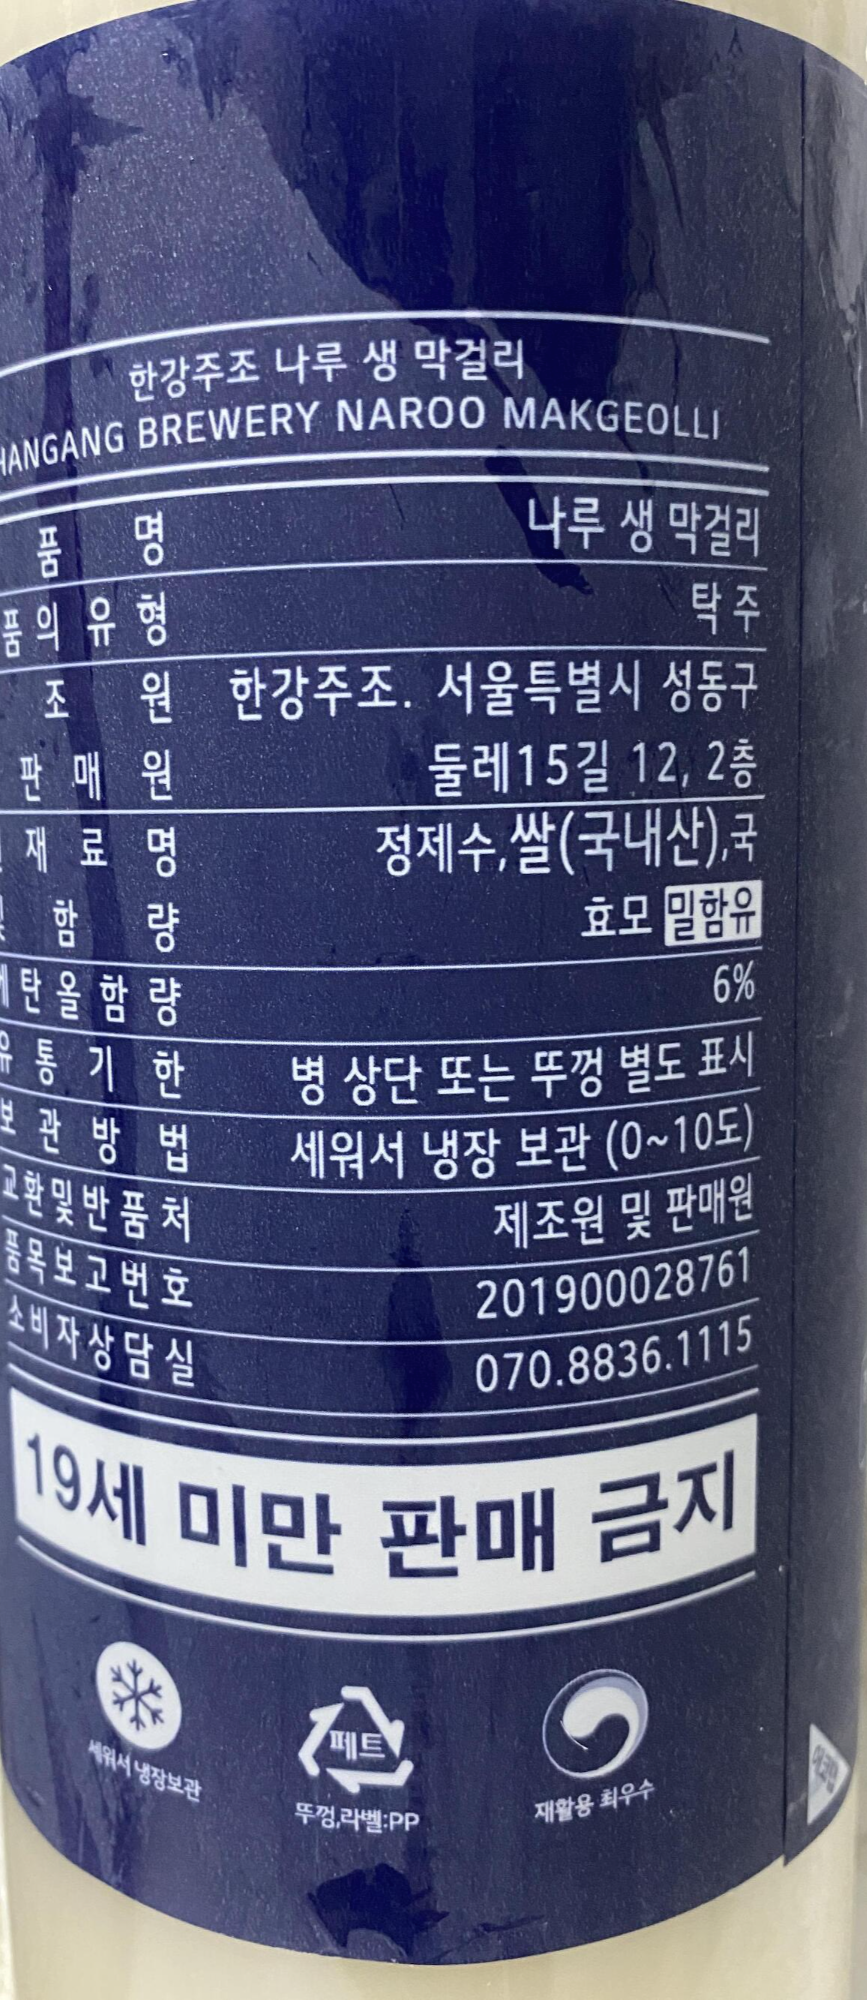 한강주조 나루 생 막걸리
HANGANG BREWERY NAROO MAKGEOLLI
품 명 나루 생 막걸리
품의 유형 탁주
조 원 한강주조. 서울특별시 성동구
판 매 원 둘레15길 12, 2층
재 료 명 정제수,쌀(국내산),국
함 량 효모 밀함유
에탄올함량 6%
유 통 기 한 병 상단 또는 뚜껑 별도 표시
보 관 방 법 세워서 냉장 보관 (0~10도)
교환및반품처 제조원 및 판매원
품목보고번호 201900028761
소비자상담실 070.8836.1115
19세 미만 판매 금지
페트
세워서 냉장보관
뚜껑,라벨:PP
재활용 최우수